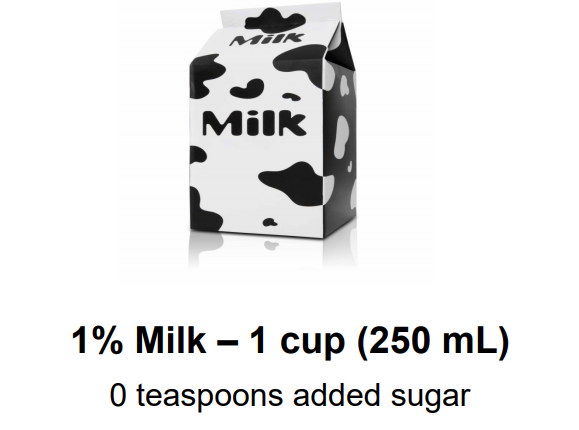 Milk
Milk
1% Milk – 1 cup (250 mL)
0 teaspoons added sugar